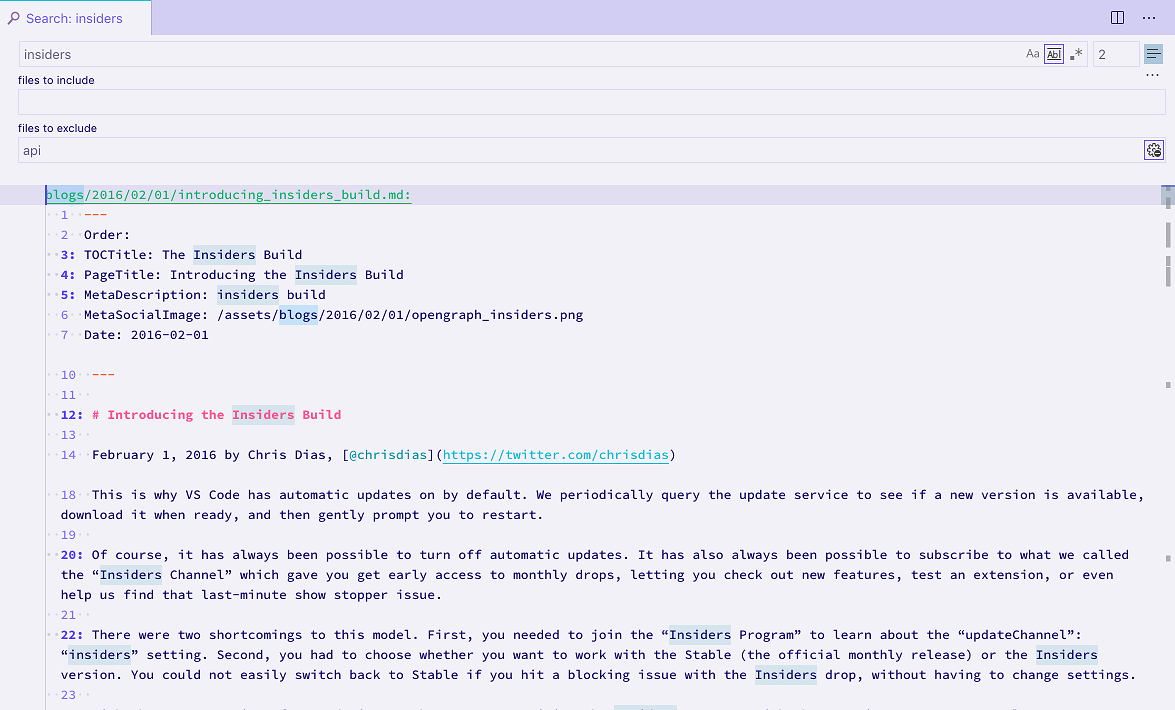 Search: insiders
insiders Aa Abl .* 2
files to include
files to exclude
api
blogs/2016/02/01/introducing_insiders_build.md:
1 ---
2 Order:
3: TOCTitle: The Insiders Build
4: PageTitle: Introducing the Insiders Build
5: MetaDescription: insiders build
6 MetaSocialImage: /assets/blogs/2016/02/01/opengraph_insiders.png
7 Date: 2016-02-01
10 ---
11
12: # Introducing the Insiders Build
13
14 February 1, 2016 by Chris Dias, [@chrisdias](https://twitter.com/chrisdias)
18 This is why VS Code has automatic updates on by default. We periodically query the update service to see if a new version is available,
download it when ready, and then gently prompt you to restart.
19
20: Of course, it has always been possible to turn off automatic updates. It has also always been possible to subscribe to what we called
the “Insiders Channel” which gave you get early access to monthly drops, letting you check out new features, test an extension, or even
help us find that last-minute show stopper issue.
21
22: There were two shortcomings to this model. First, you needed to join the “Insiders Program” to learn about the “updateChannel”:
“insiders” setting. Second, you had to choose whether you want to work with the Stable (the official monthly release) or the Insiders
version. You could not easily switch back to Stable if you hit a blocking issue with the Insiders drop, without having to change settings.
23